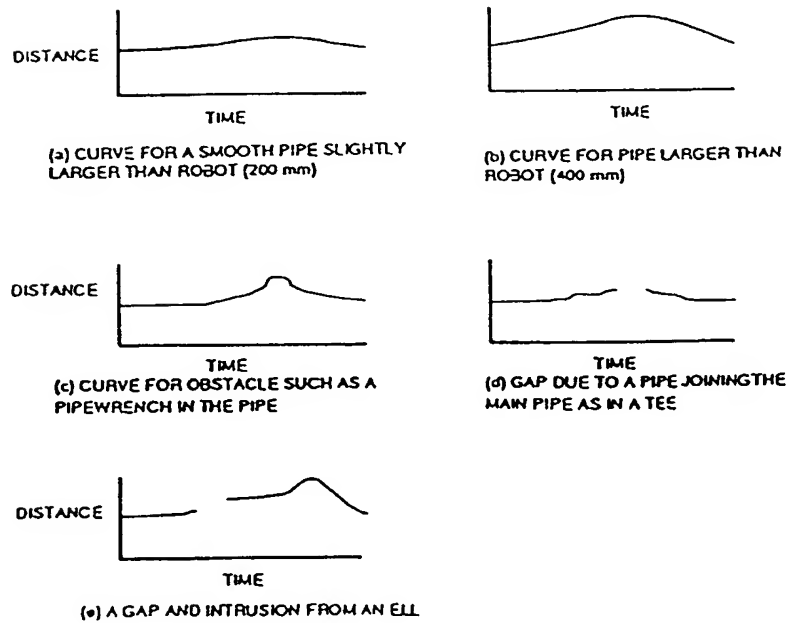 DISTANCE
TIME
(a) CURVE FOR A SMOOTH PIPE SLIGHTLY
LARGER THAN ROBOT (200 mm)
TIME
(b) CURVE FOR PIPE LARGER THAN
ROBOT (400 mm)
DISTANCE
TIME
(c) CURVE FOR OBSTACLE SUCH AS A
PIPEWRENCH IN THE PIPE
TIME
(d) GAP DUE TO A PIPE JOINING THE
MAIN PIPE AS IN A TEE
DISTANCE
TIME
(e) A GAP AND INTRUSION FROM AN ELL